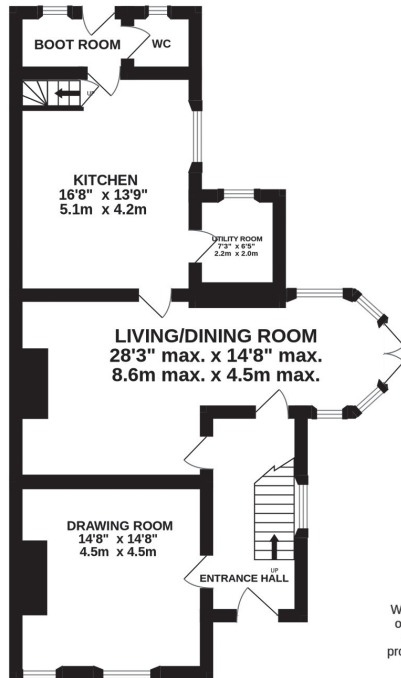 BOOT ROOM
WC
UP
KITCHEN
16'8" x 13'9"
5.1m x 4.2m
UTILITY ROOM
7'3" x 6'5"
2.2m x 2.0m
LIVING/DINING ROOM
28'3" max. x 14'8" max.
8.6m max. x 4.5m max.
DRAWING ROOM
14'8" x 14'8"
4.5m x 4.5m
UP
ENTRANCE HALL